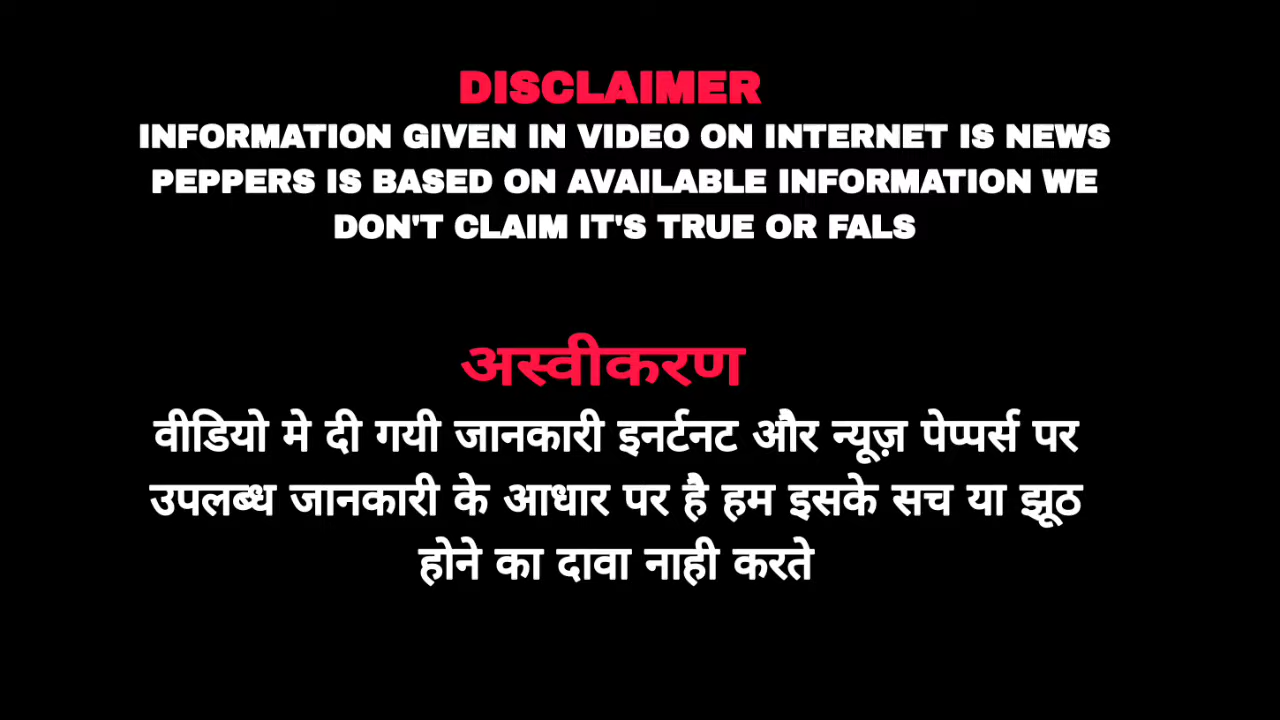 DISCLAIMER
INFORMATION GIVEN IN VIDEO ON INTERNET IS NEWS
PEPPERS IS BASED ON AVAILABLE INFORMATION WE
DON'T CLAIM IT'S TRUE OR FALS
अस्वीकरण
वीडियो मे दी गयी जानकारी इनर्टनट और न्यूज़ पेप्पर्स पर
उपलब्ध जानकारी के आधार पर है हम इसके सच या झूठ
होने का दावा नाही करते